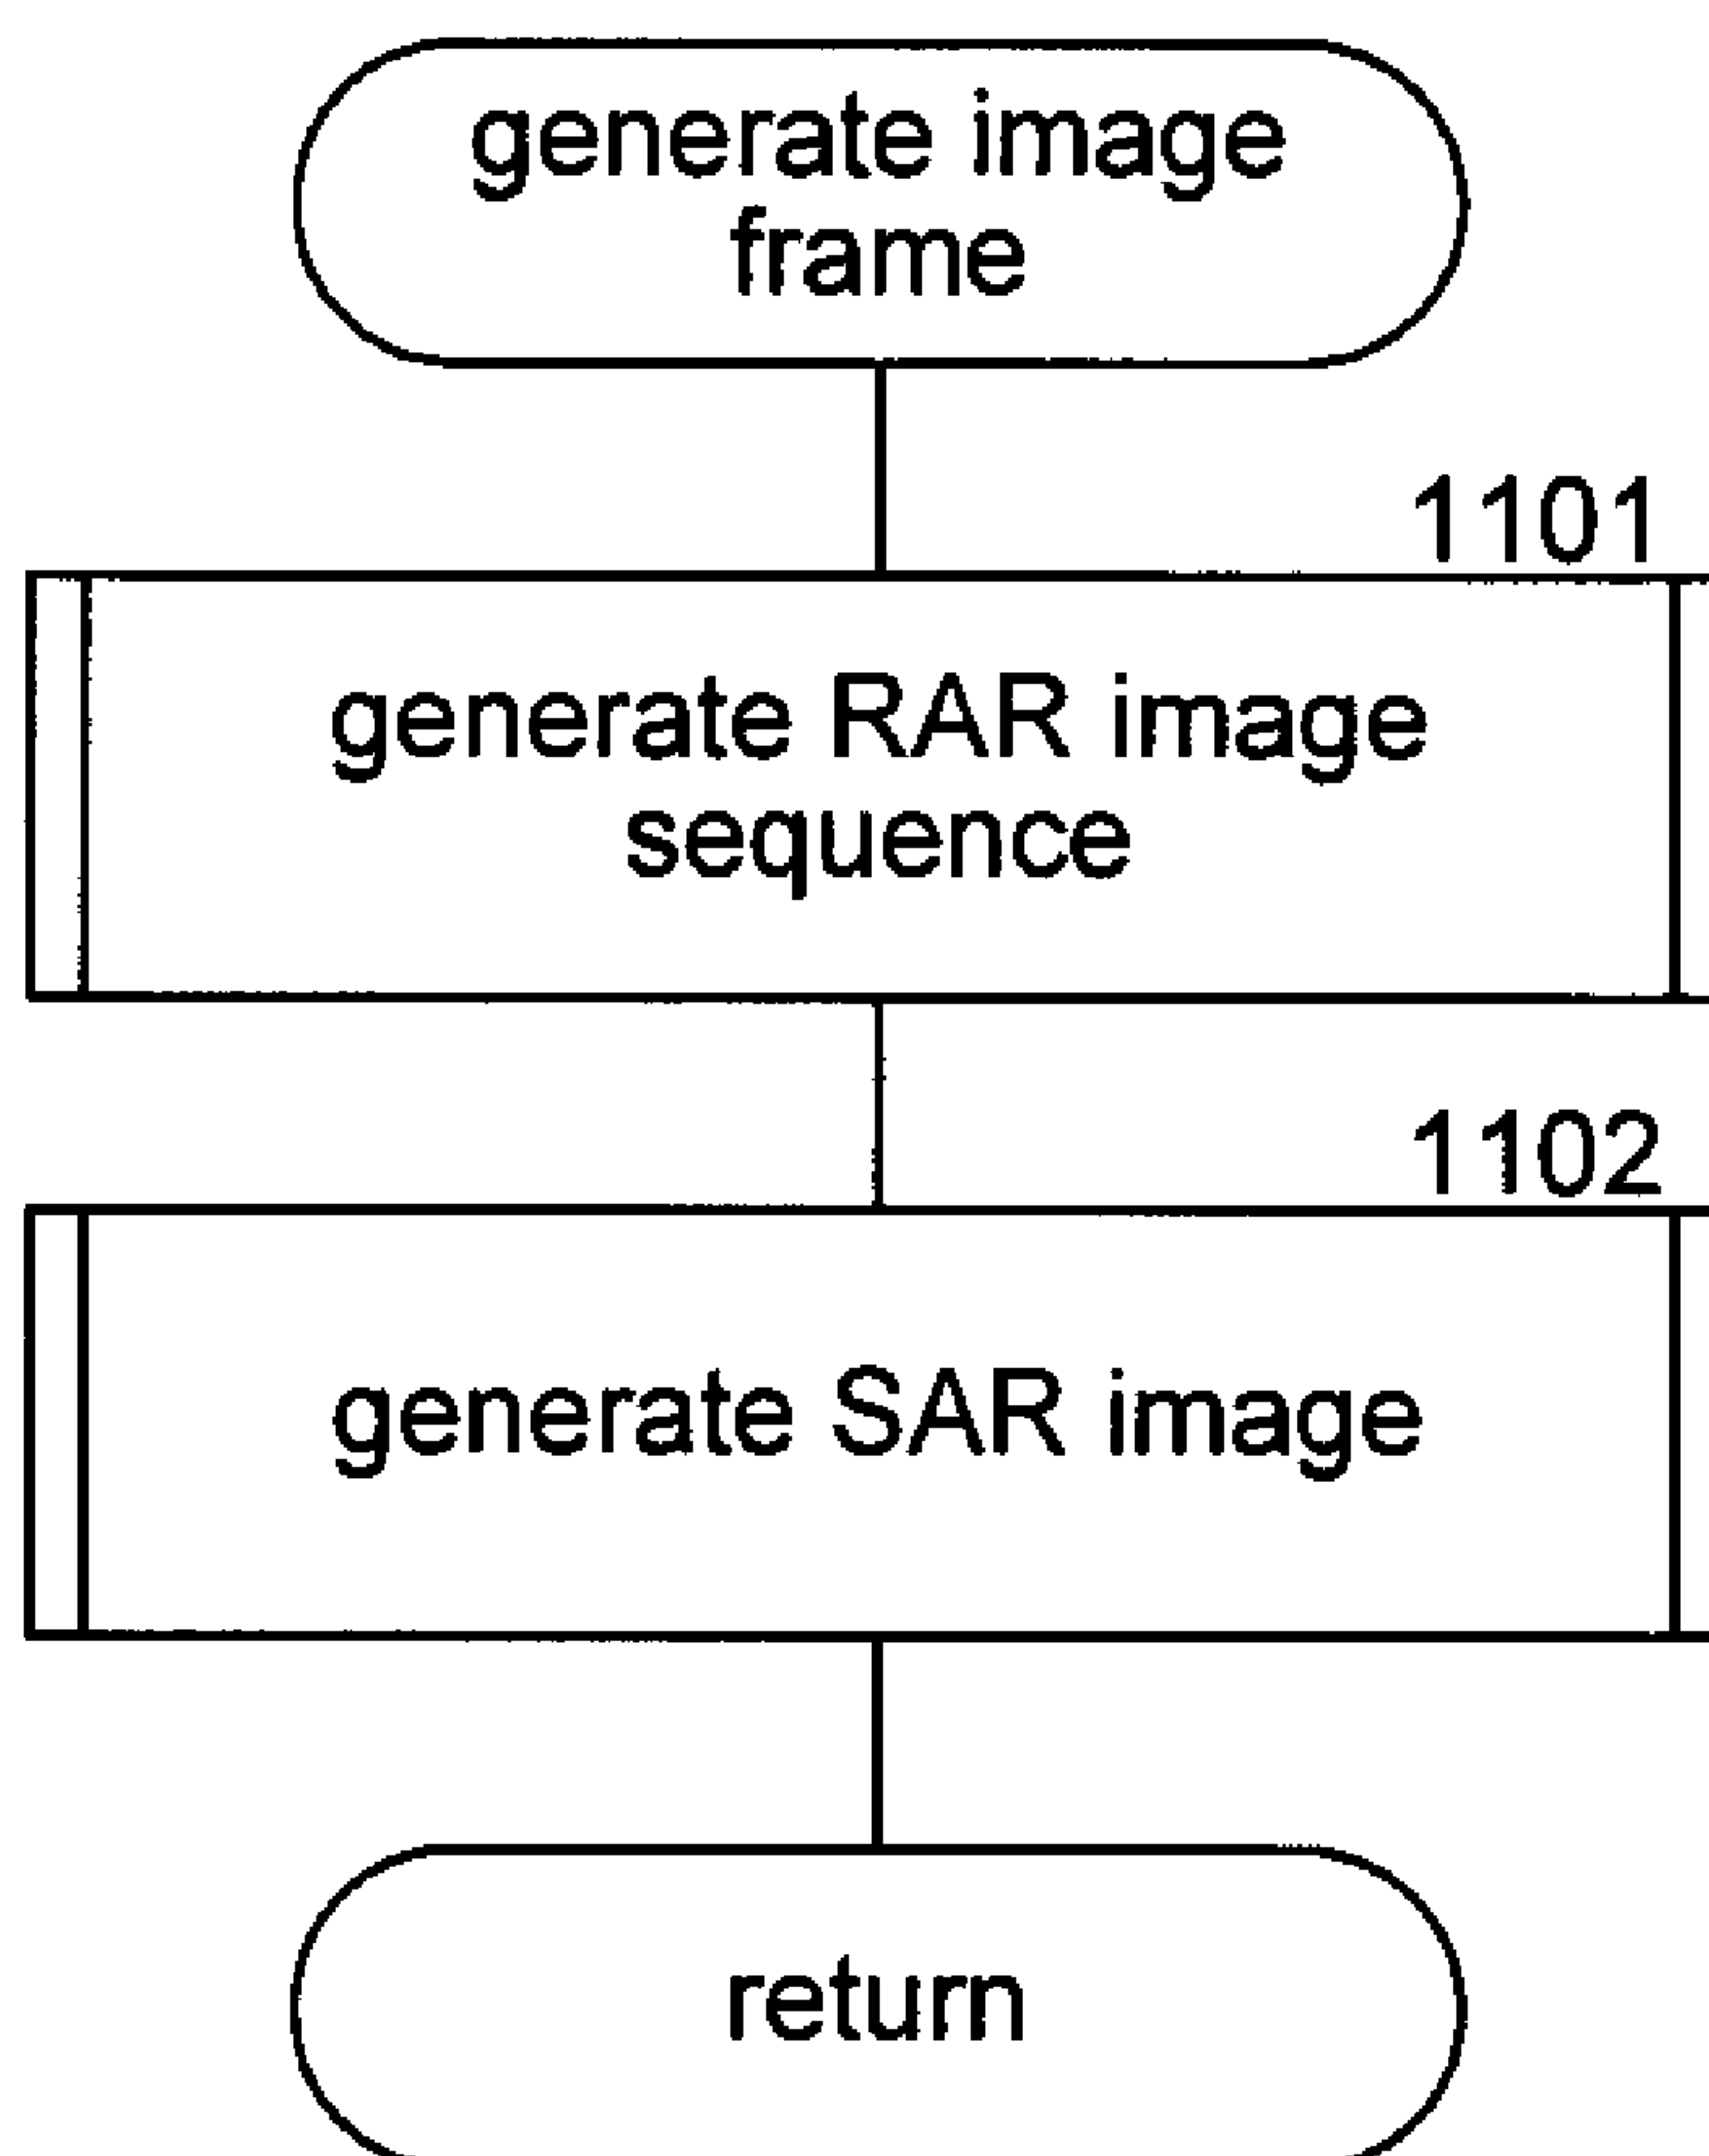 generate image
frame
1101
generate RAR image
sequence
1102
generate SAR image
return